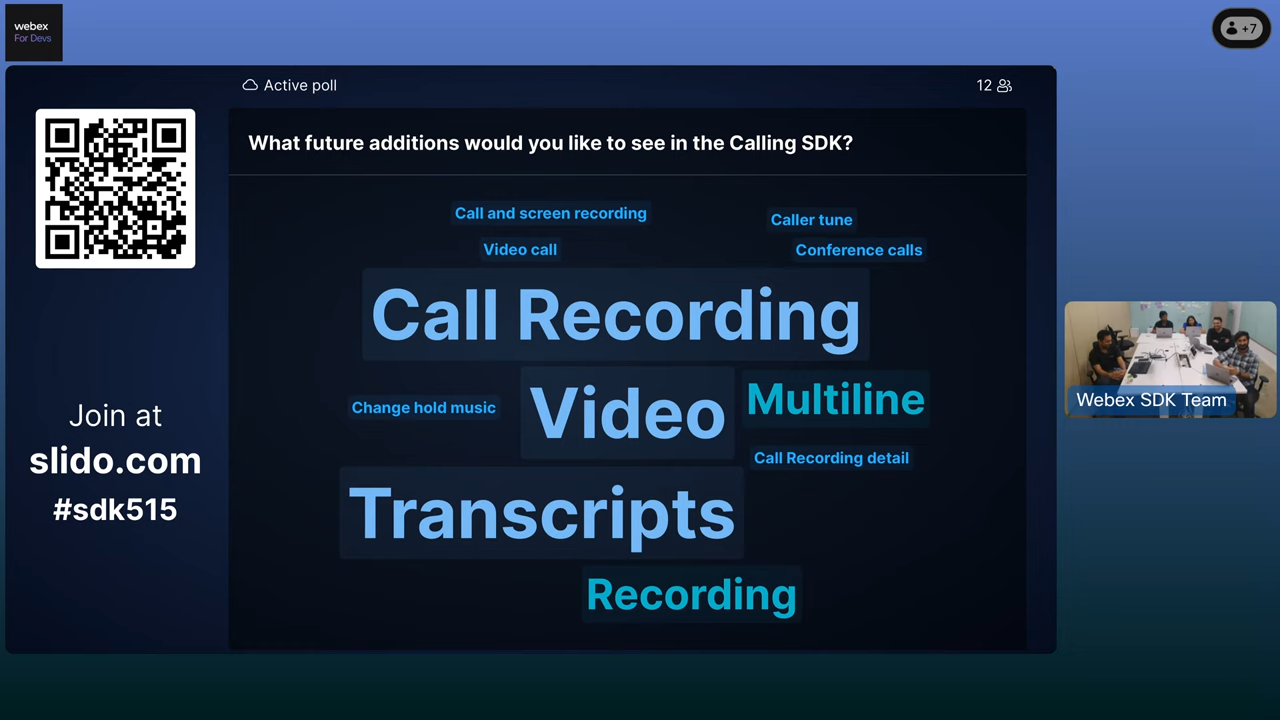 webex
For Devs
+7
Active poll
12
What future additions would you like to see in the Calling SDK?
Call and screen recording
Caller tune
Video call
Conference calls
Call Recording
Change hold music
Video
Multiline
Call Recording detail
Transcripts
Recording
Join at
slido.com
#sdk515
Webex SDK Team